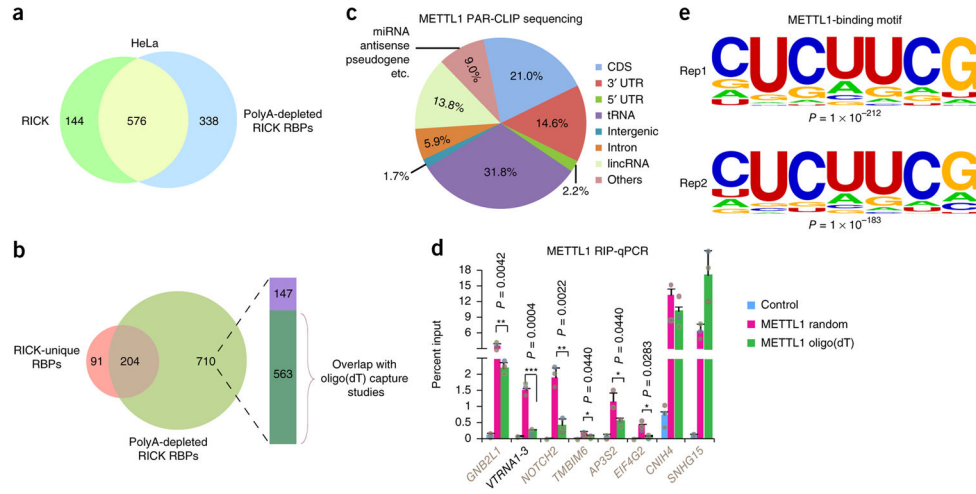 a
HeLa
RICK
144
576
338
PolyA-depleted
RICK RBPs
b
RICK-unique
RBPs
91
204
710
147
563
Overlap with
oligo(dT) capture
studies
PolyA-depleted
RICK RBPs
c
METTL1 PAR-CLIP sequencing
miRNA
antisense
pseudogene
etc.
9.0%
21.0%
14.6%
2.2%
31.8%
1.7%
5.9%
13.8%
CDS
3′ UTR
5′ UTR
tRNA
Intergenic
Intron
lincRNA
Others
d
METTL1 RIP-qPCR
Percent input
18
15
12
9
6
3
2
1.5
1
0.5
0
P = 0.0042
**
P = 0.0004
***
P = 0.0022
**
P = 0.0440
*
P = 0.0440
*
P = 0.0283
*
GNB2L1
VTRNA1-3
NOTCH2
TMBIM6
AP3S2
EIF4G2
CNIH4
SNHG15
Control
METTL1 random
METTL1 oligo(dT)
e
METTL1-binding motif
Rep1
CUCUUCG
P = 1 × 10⁻²¹²
Rep2
CUCUUCG
P = 1 × 10⁻¹⁸³